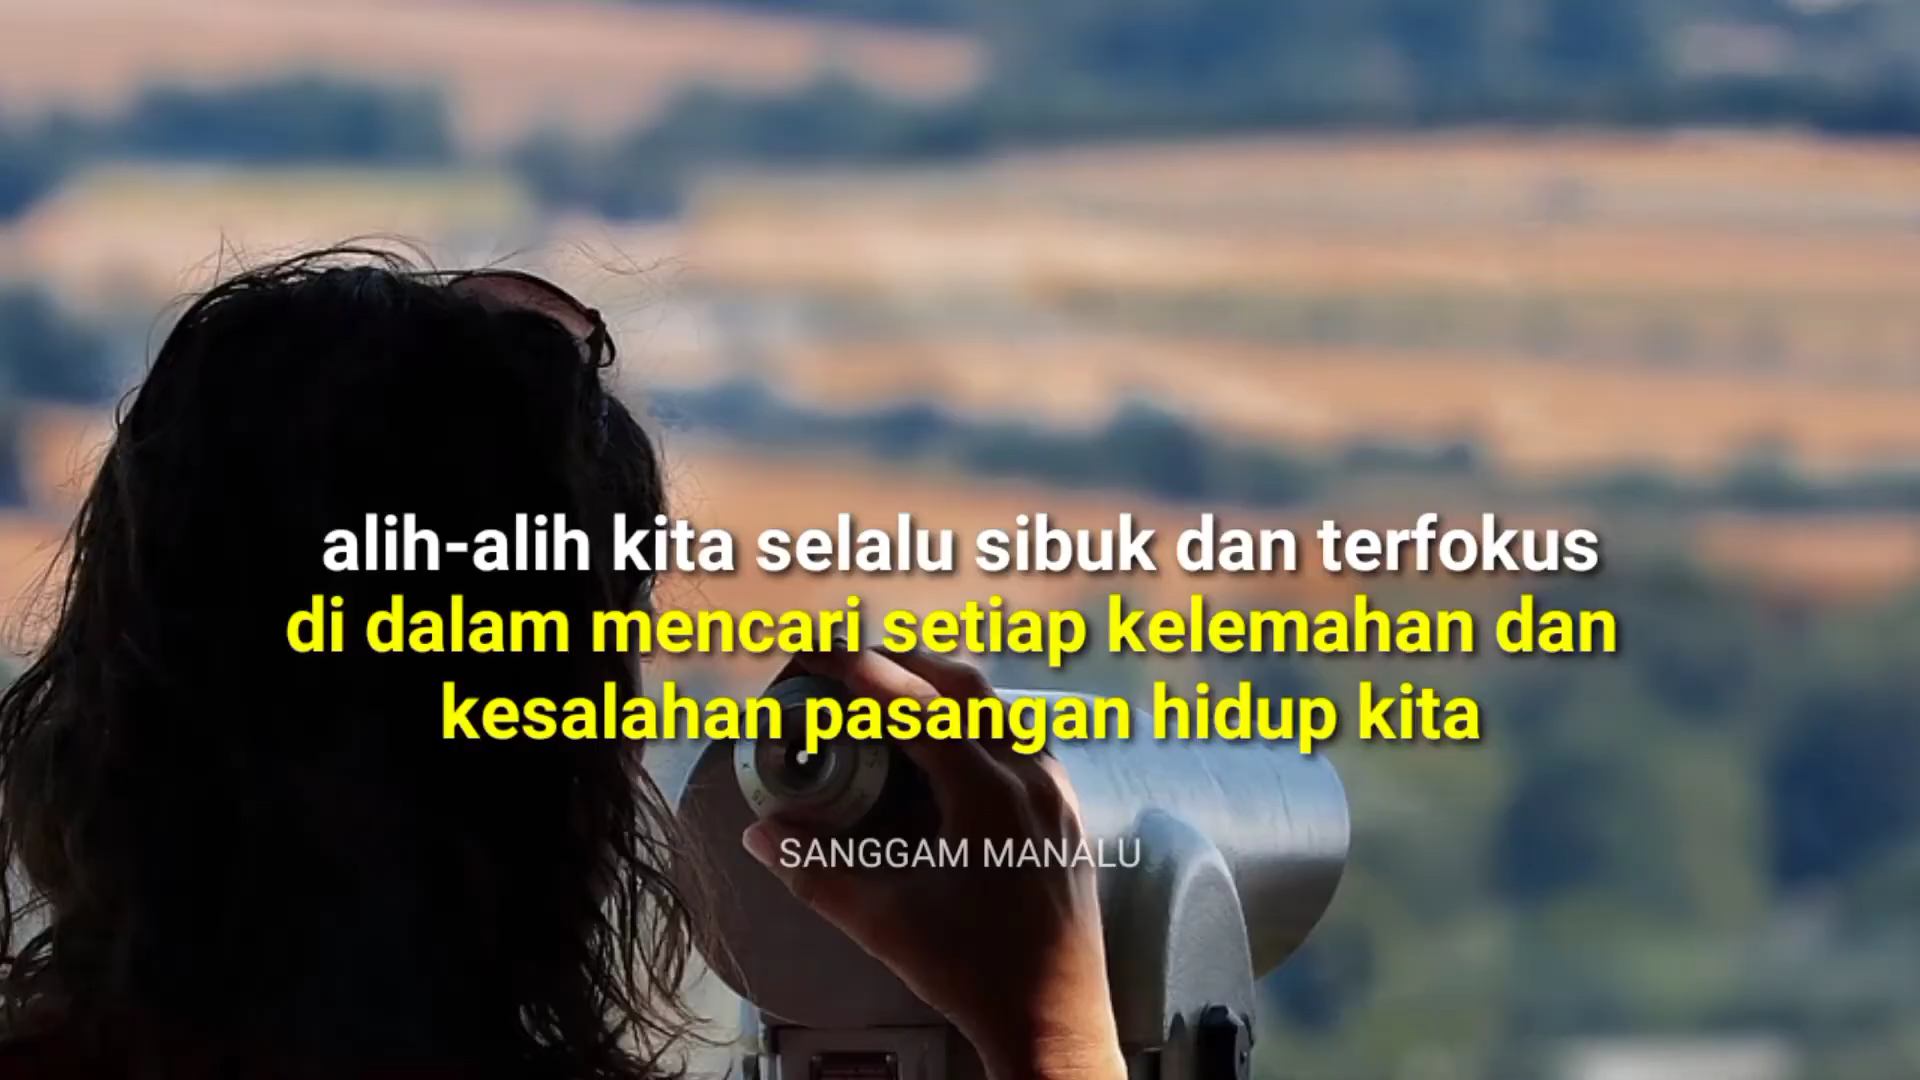 alih-alih kita selalu sibuk dan terfokus
di dalam mencari setiap kelemahan dan
kesalahan pasangan hidup kita
SANGGAM MANALU